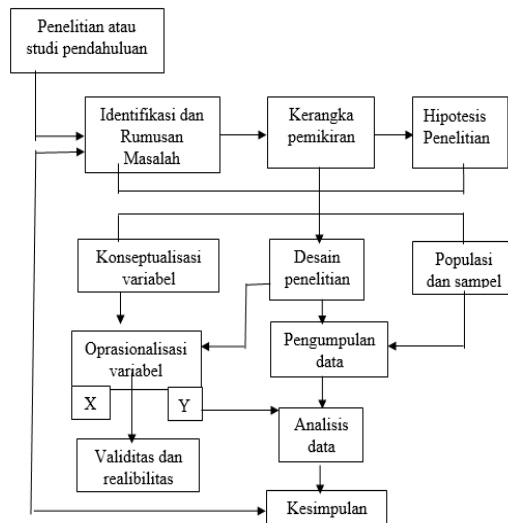 Penelitian atau
studi pendahuluan
Identifikasi dan
Rumusan
Masalah
Kerangka
pemikiran
Hipotesis
Penelitian
Konseptualisasi
variabel
Desain
penelitian
Populasi
dan sampel
Oprasionalisasi
variabel
X
Y
Pengumpulan
data
Validitas dan
realibilitas
Analisis
data
Kesimpulan